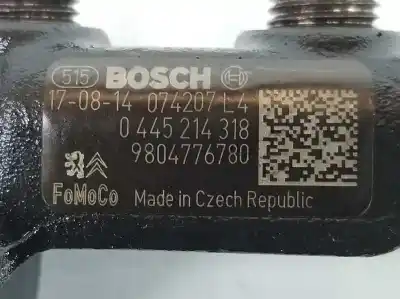 515 BOSCH
17-08-14 074207 L4
0 445 214 318
9804776780
FoMoCo Made in Czech Republic